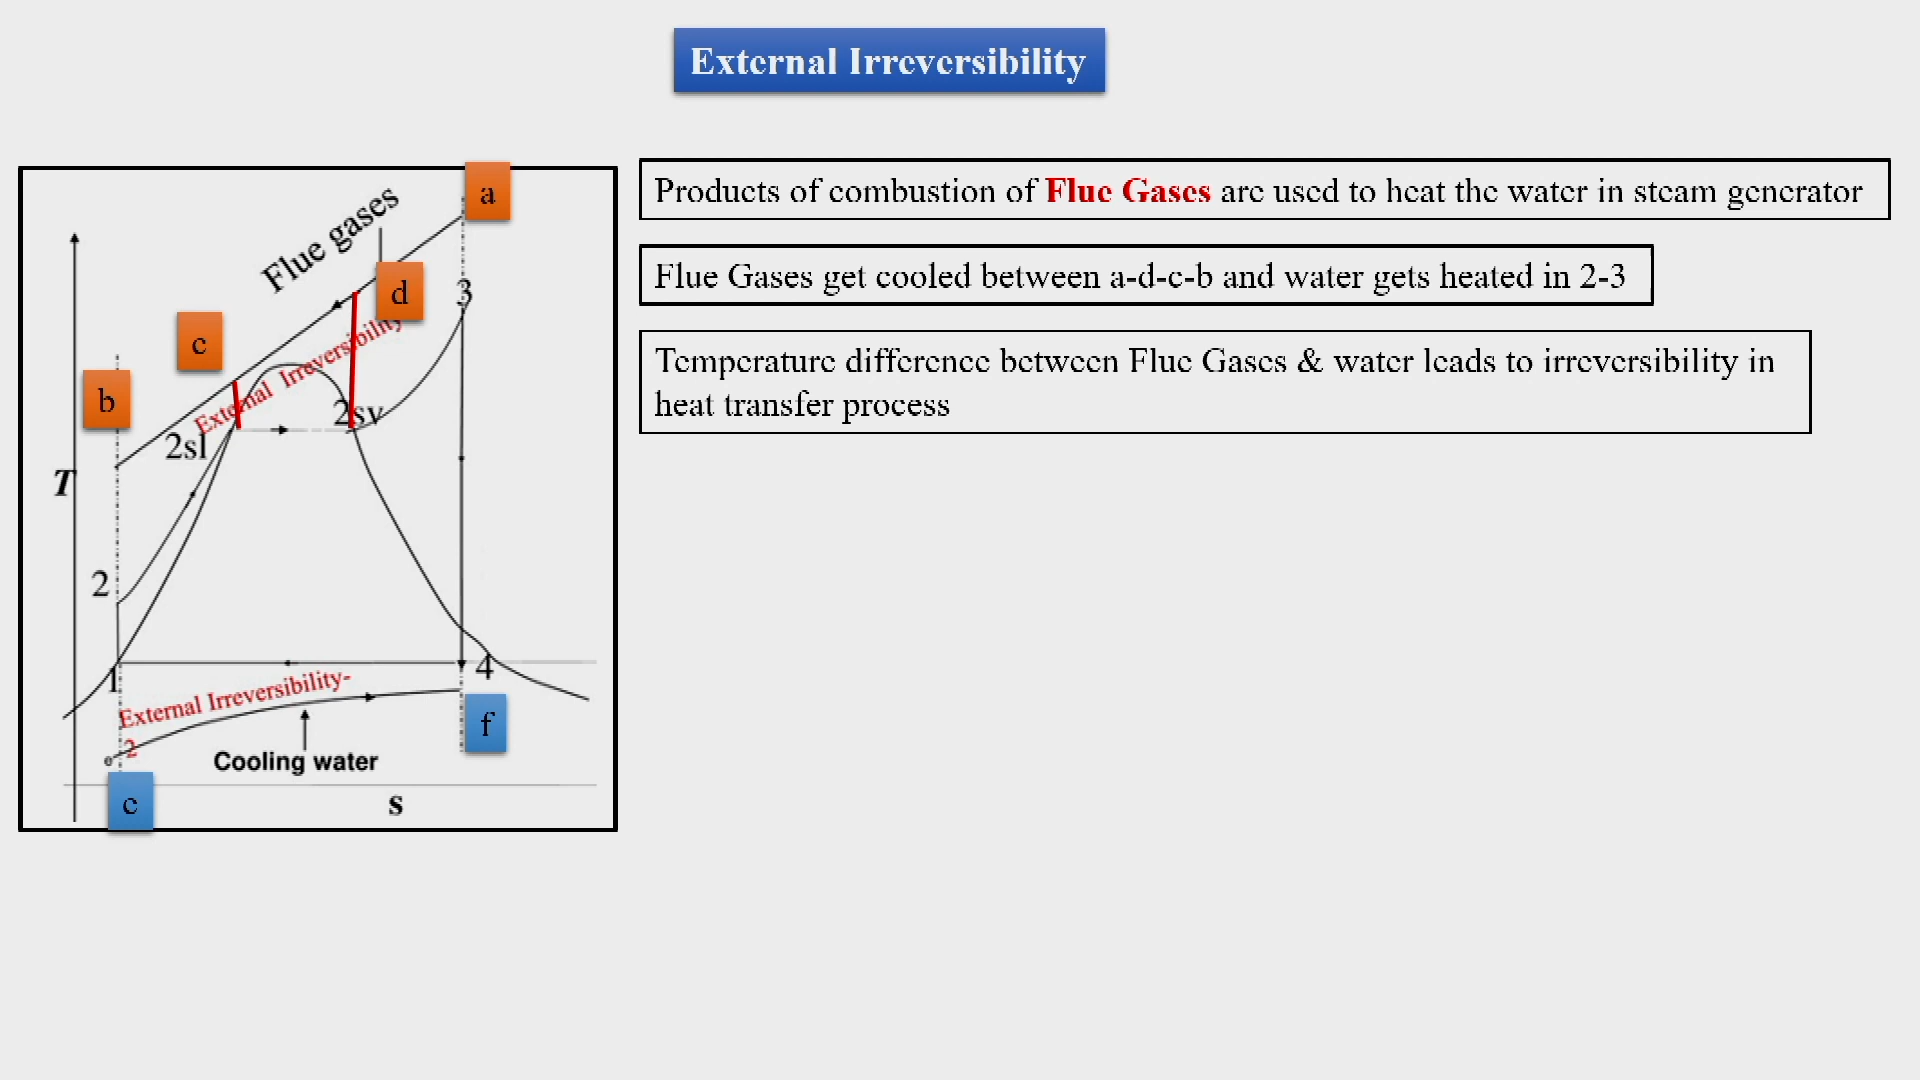 External Irreversibility
Products of combustion of Flue Gases are used to heat the water in steam generator
Flue Gases get cooled between a-d-c-b and water gets heated in 2-3
Temperature difference between Flue Gases & water leads to irreversibility in
heat transfer process
a
Flue gases
d
3
c
External Irreversibility
b
2sv
2sl
T
2
1
4
External Irreversibility-
2
f
e
Cooling water
e
s